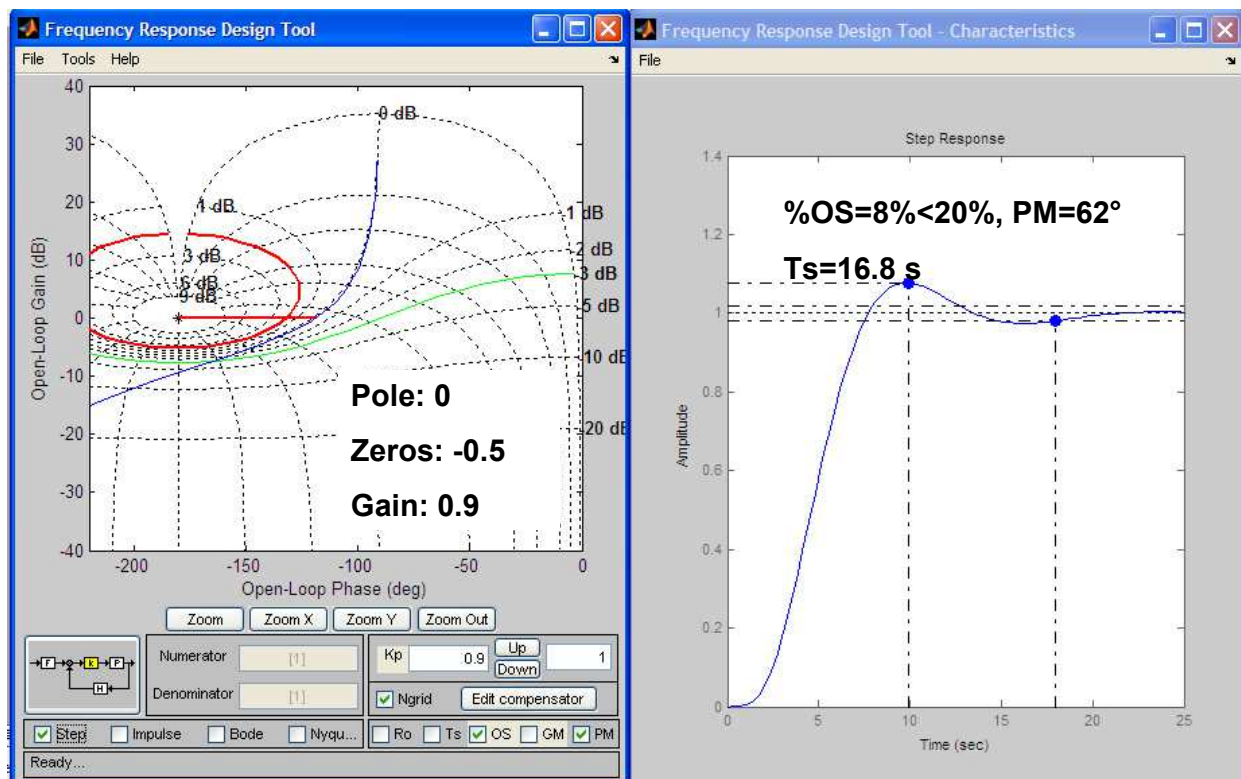 Frequency Response Design Tool
File Tools Help
40
30
20
10
0
-10
-20
-30
-40
Open-Loop Gain (dB)
0 dB
1 dB
3 dB
6 dB
9 dB
-1 dB
-2 dB
-3 dB
-5 dB
-10 dB
-20 dB
Pole: 0
Zeros: -0.5
Gain: 0.9
-200 -150 -100 -50 0
Open-Loop Phase (deg)
Zoom Zoom X Zoom Y Zoom Out
F k P H
Numerator [1]
Denominator [1]
Kp 0.9 Up Down 1
Ngrid Edit compensator
Step Impulse Bode Nyqu... Ro Ts OS GM PM
Ready...
Frequency Response Design Tool - Characteristics
File
Step Response
1.4
1.2
1
0.8
0.6
0.4
0.2
0
Amplitude
%OS=8%<20%, PM=62°
Ts=16.8 s
0 5 10 15 20 25
Time (sec)